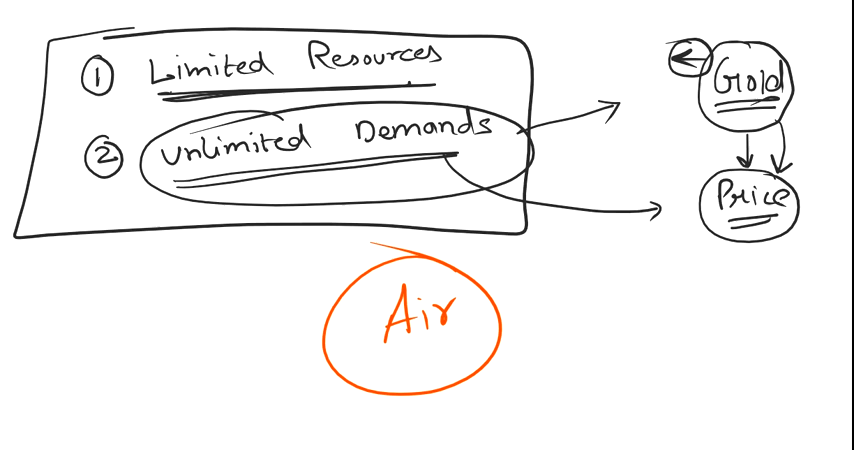 ① Limited Resources
② Unlimited Demands
Gold
Price
Air